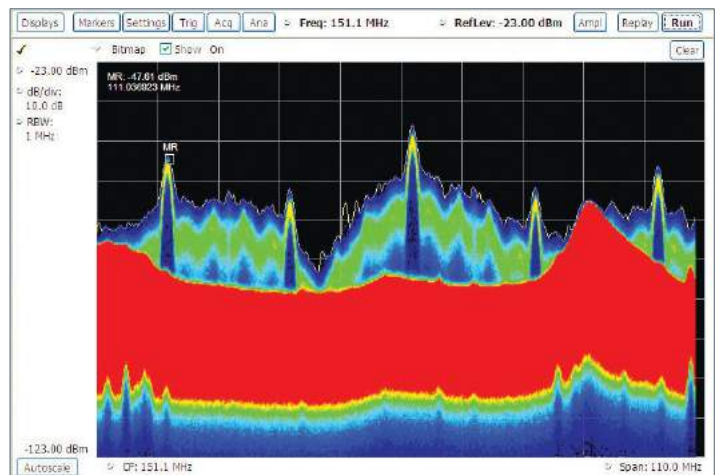 Displays Markers Settings Trig Acq Ana Freq: 151.1 MHz RefLev: -23.00 dBm Ampl Replay Run
Bitmap Show On Clear
-23.00 dBm
dB/div:
10.0 dB
RBW:
1 MHz
MR: -47.61 dBm
111.036923 MHz
MR
-123.00 dBm
Autoscale CF: 151.1 MHz Span: 110.0 MHz